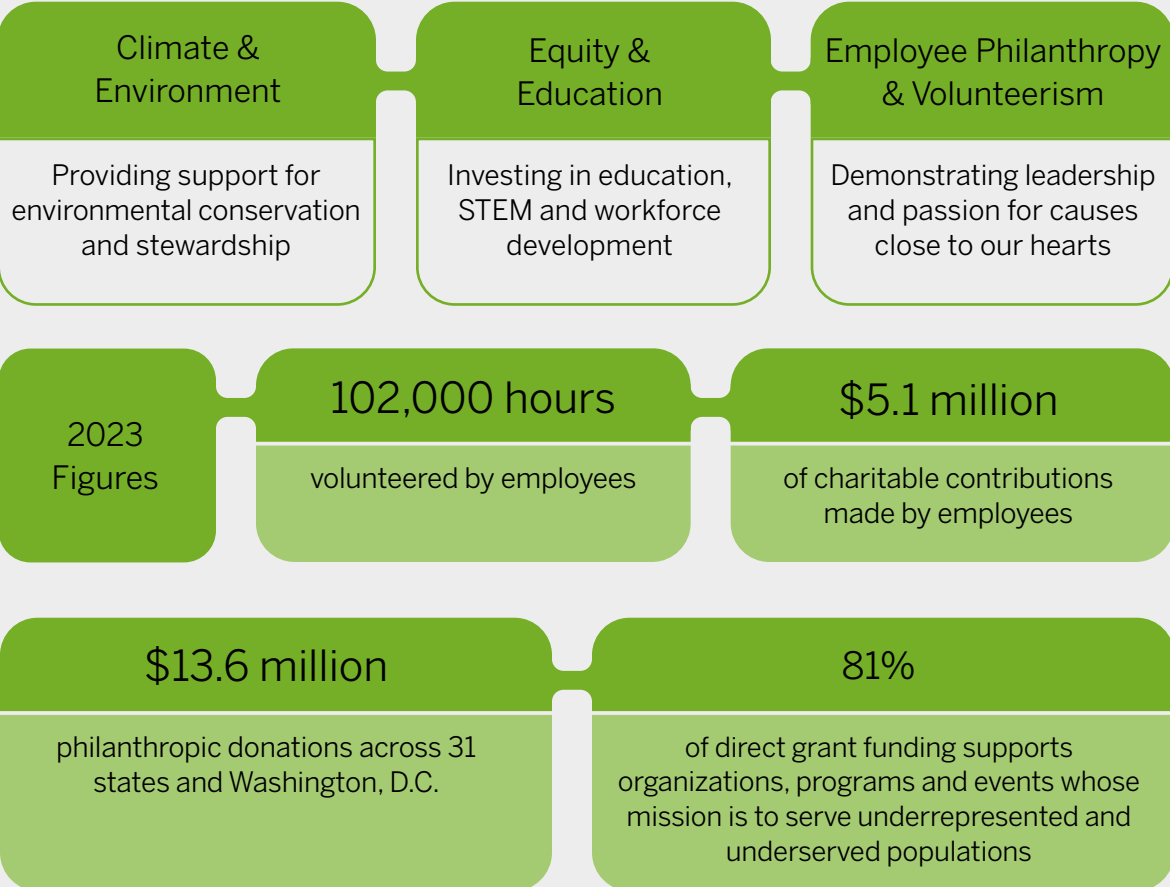 Climate &
Environment
Providing support for
environmental conservation
and stewardship
Equity &
Education
Investing in education,
STEM and workforce
development
Employee Philanthropy
& Volunteerism
Demonstrating leadership
and passion for causes
close to our hearts
2023
Figures
102,000 hours
volunteered by employees
$5.1 million
of charitable contributions
made by employees
$13.6 million
philanthropic donations across 31
states and Washington, D.C.
81%
of direct grant funding supports
organizations, programs and events whose
mission is to serve underrepresented and
underserved populations